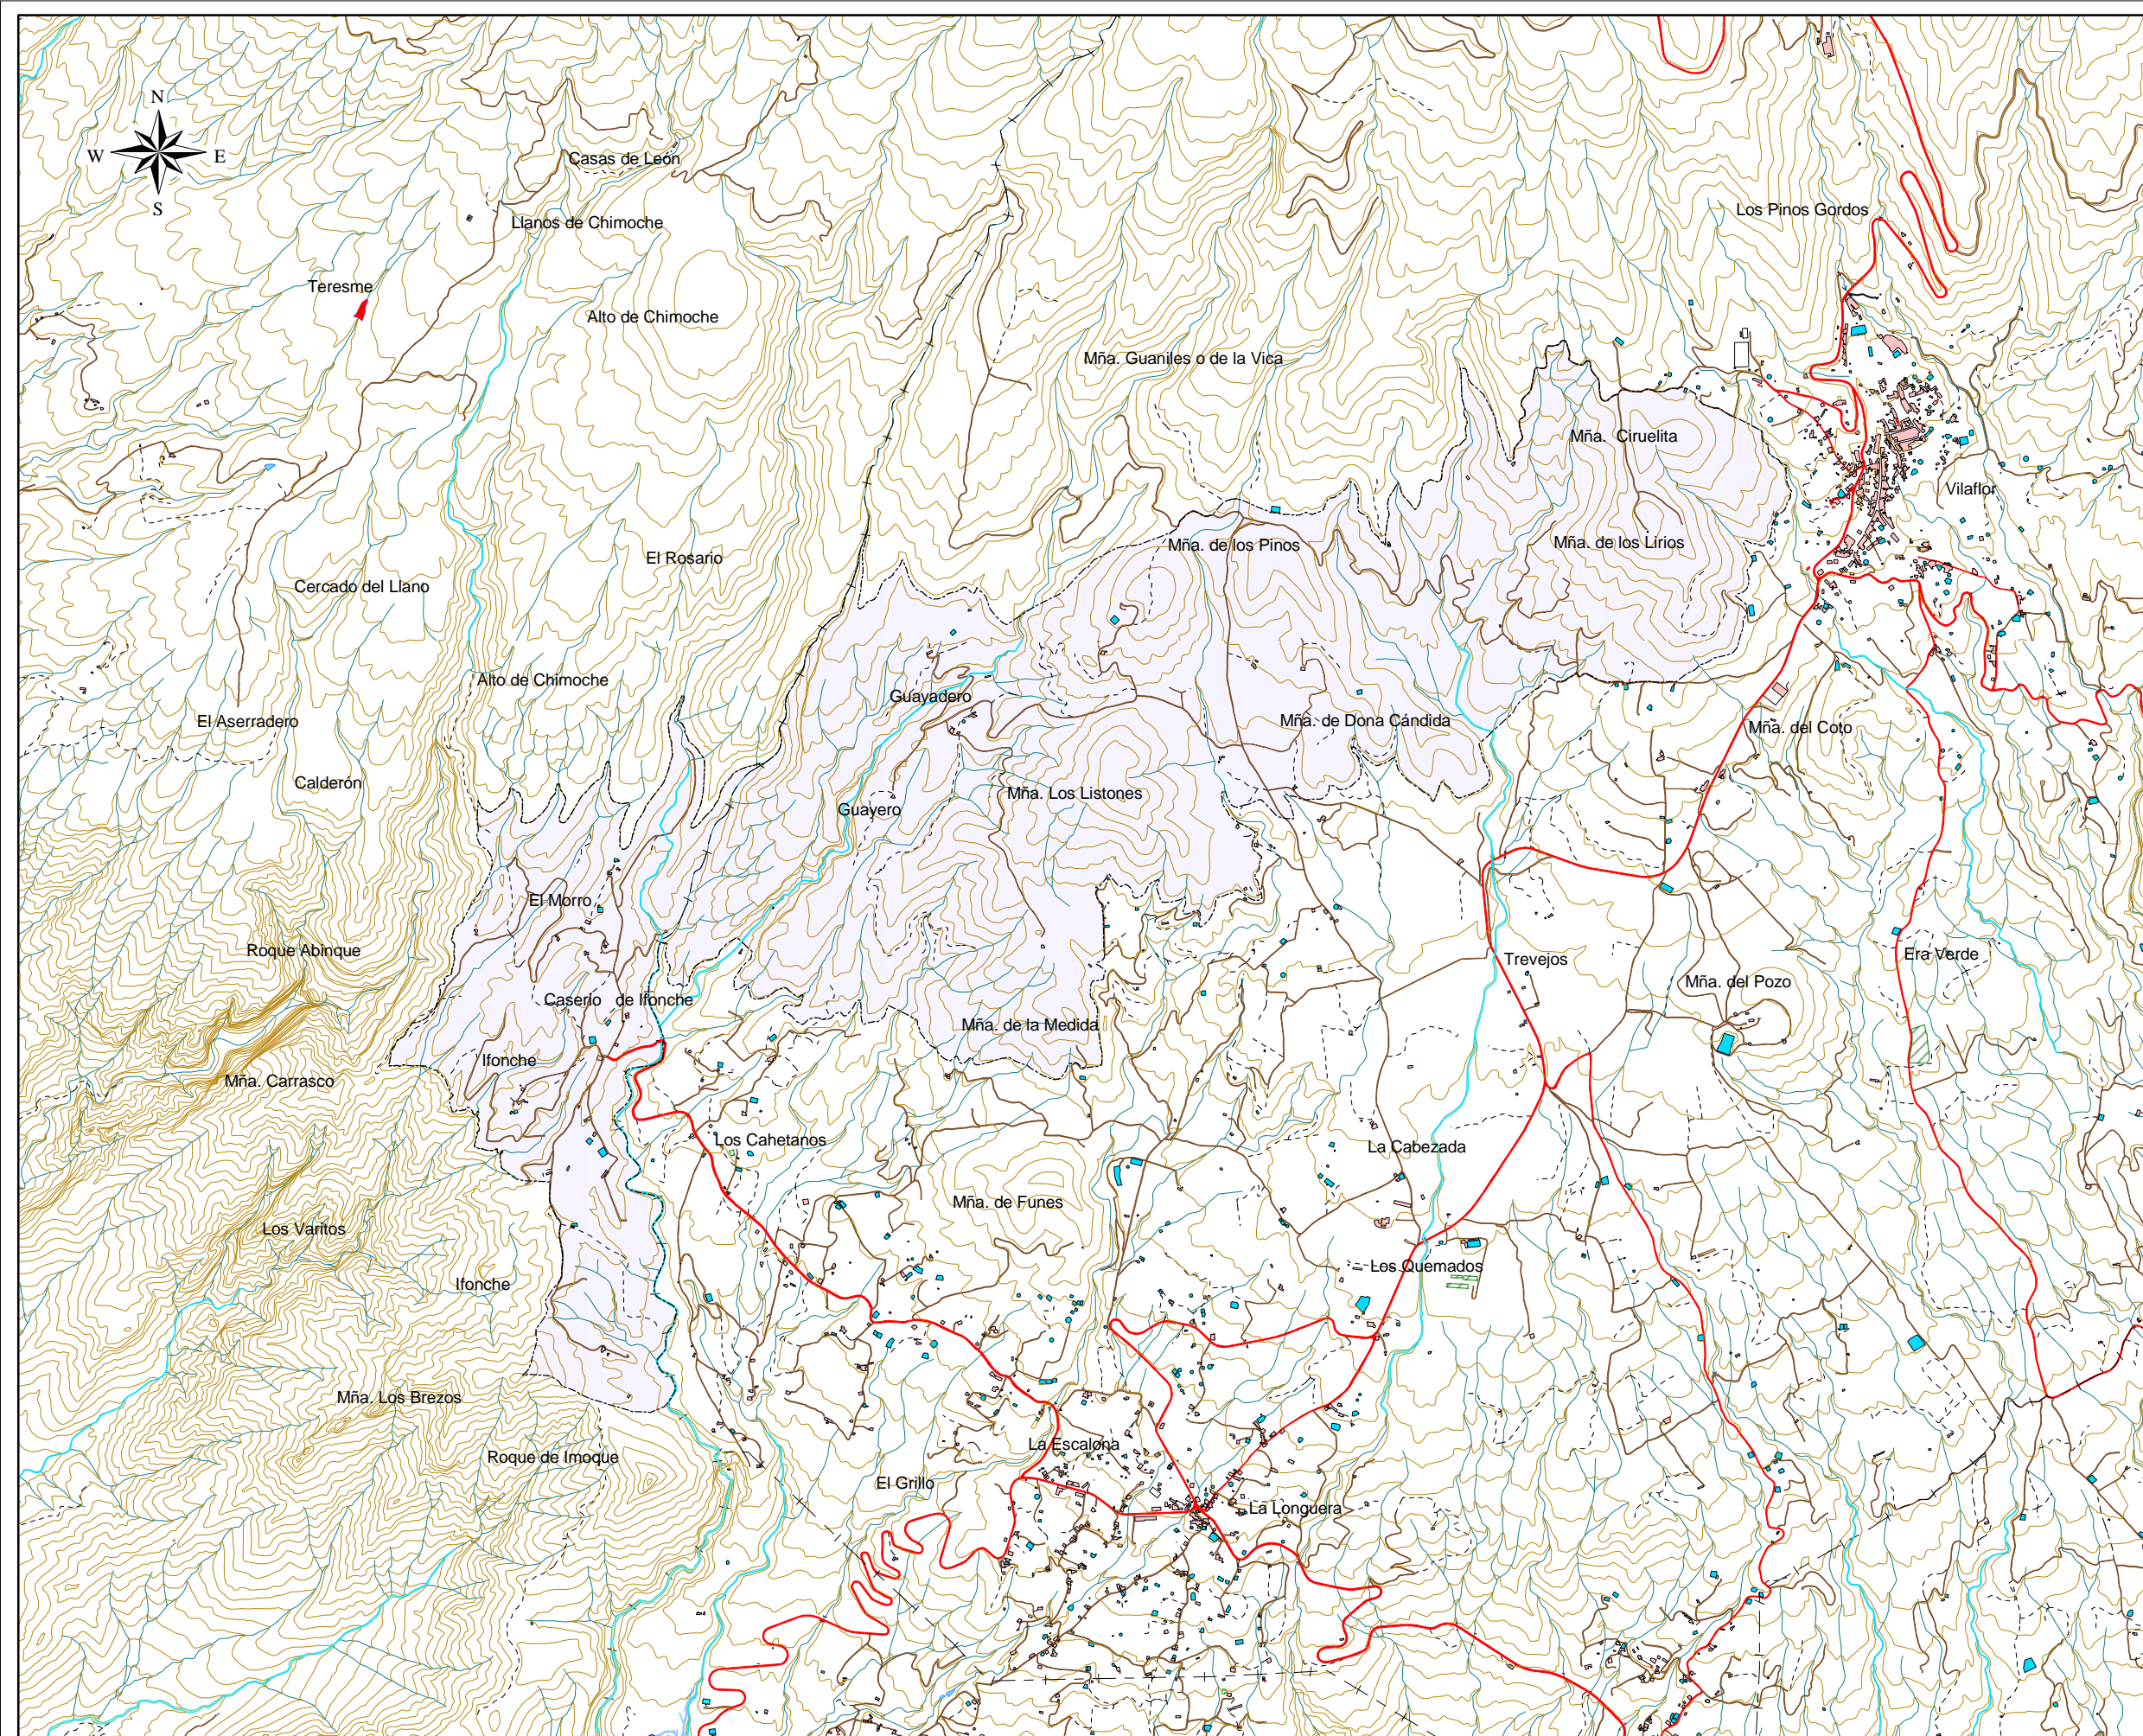 N
W E
S
Casas de León
Llanos de Chimoche
Los Pinos Gordos
Teresme
Alto de Chimoche
Mña. Guaniles o de la Vica
Mña. Ciruelita
Vilaflor
Mña. de los Pinos
Mña. de los Lirios
El Rosario
Cercado del Llano
Alto de Chimoche
Guayadero
El Aserradero
Mña. de Dona Cándida
Mña. del Coto
Calderón
Mña. Los Listones
Guayero
El Morro
Roque Abinque
Era Verde
Trevejos
Mña. del Pozo
Caserío de Ifonche
Mña. de la Medida
Ifonche
Mña. Carrasco
Los Cahetanos
La Cabezada
Mña. de Funes
Los Varitos
Los Quemados
Ifonche
Mña. Los Brezos
La Escalona
Roque de Imoque
El Grillo
La Longuera